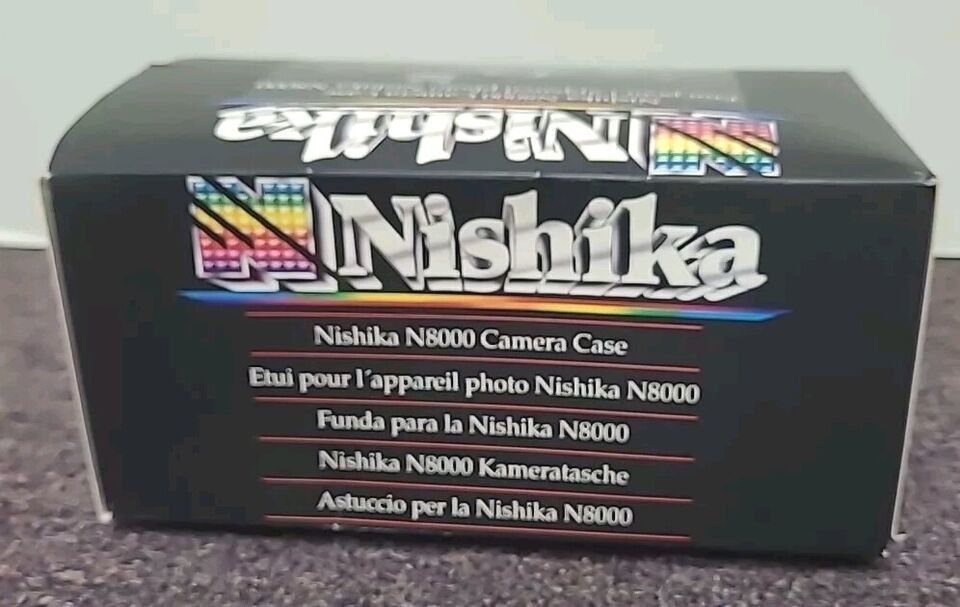 Nishika
N Nishika
Nishika N8000 Camera Case
Etui pour l´appareil photo Nishika N8000
Funda para la Nishika N8000
Nishika N8000 Kameratasche
Astuccio per la Nishika N8000